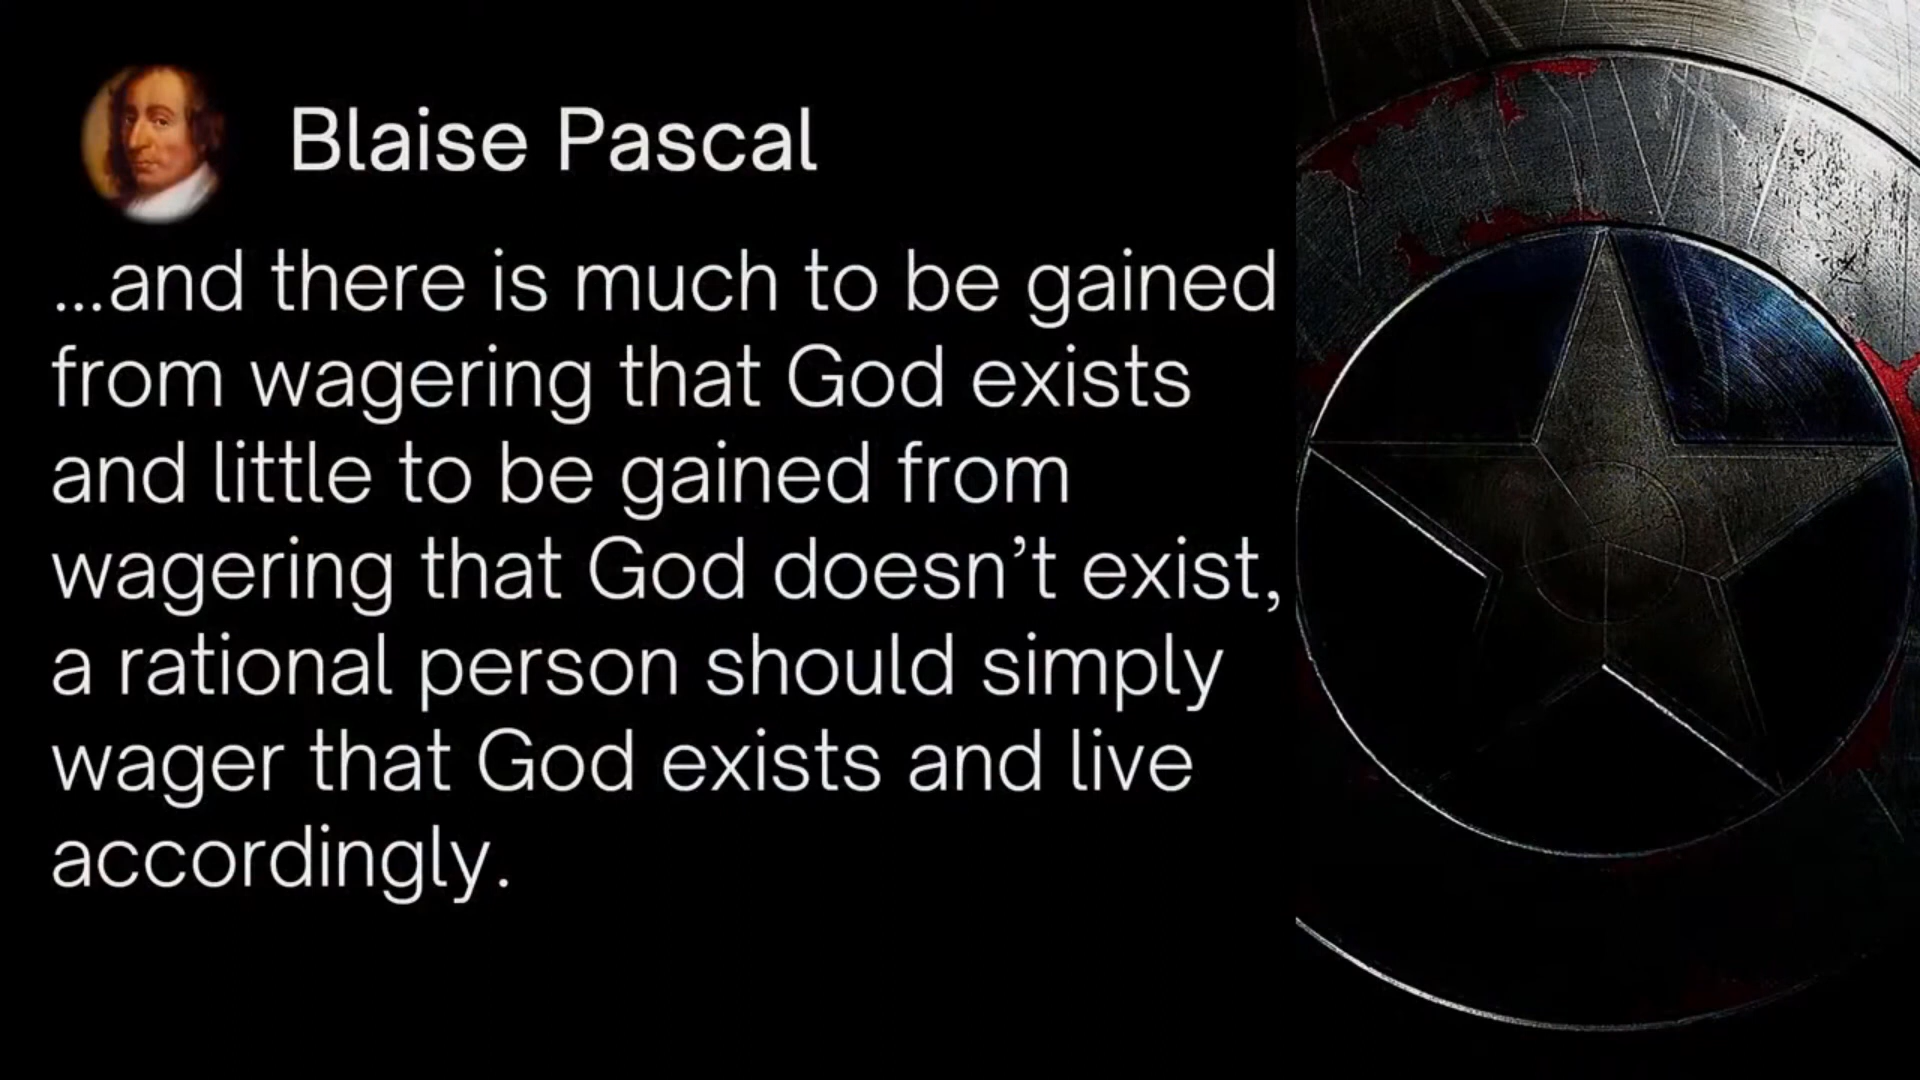 Blaise Pascal
...and there is much to be gained
from wagering that God exists
and little to be gained from
wagering that God doesn’t exist,
a rational person should simply
wager that God exists and live
accordingly.